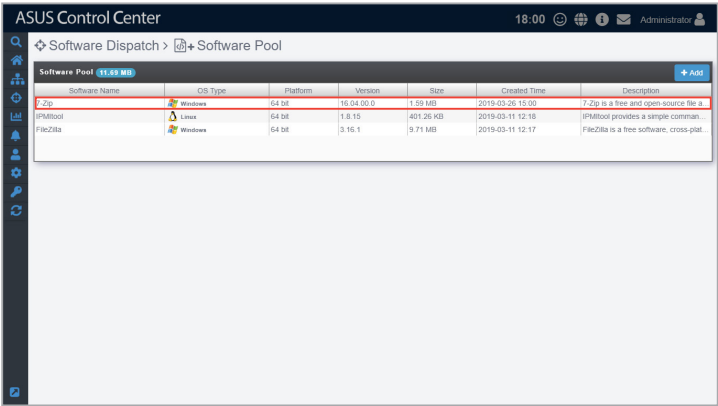 ASUS Control Center 18:00 Administrator
Software Dispatch > Software Pool
Software Pool 11.69 MB + Add
Software Name OS Type Platform Version Size Created Time Description
7-Zip Windows 64 bit 16.04.00.0 1.59 MB 2019-03-26 15:00 7-Zip is a free and open-source file a...
IPMItool Linux 64 bit 1.8.15 401.26 KB 2019-03-11 12:18 IPMItool provides a simple comman...
FileZilla Windows 64 bit 3.16.1 9.71 MB 2019-03-11 12:17 FileZilla is a free software, cross-plat...